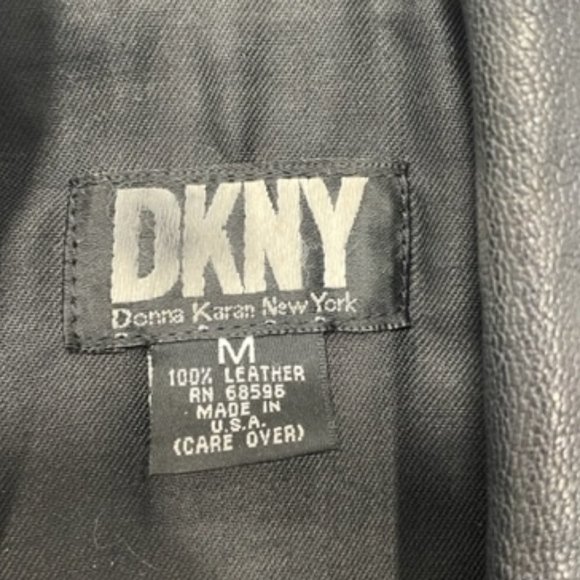 DKNY
Donna Karan New York
M
100% LEATHER
RN 68596
MADE IN
U.S.A.
(CARE OVER)